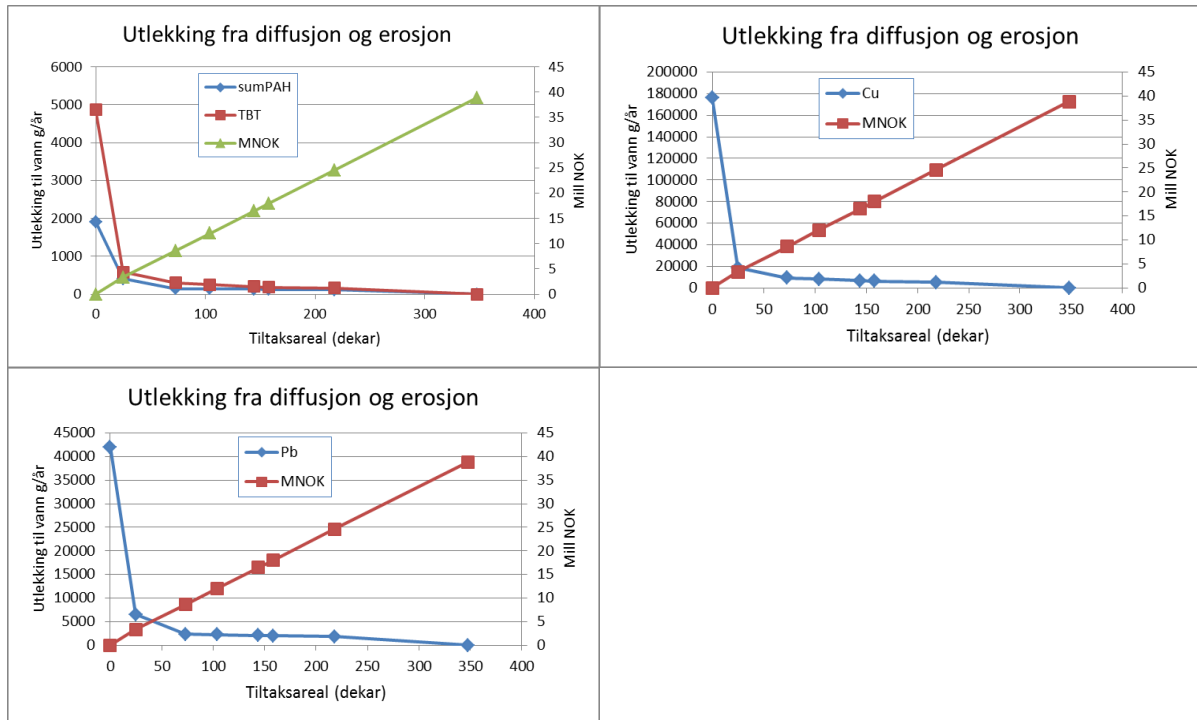 Utlekking fra diffusjon og erosjon
Utlekking til vann g/år
6000
5000
4000
3000
2000
1000
0
sumPAH
TBT
MNOK
45
40
35
30
25
20
15
10
5
0
Mill NOK
0 100 200 300 400
Tiltaksareal (dekar)
Utlekking fra diffusjon og erosjon
Utlekking til vann g/år
200000
180000
160000
140000
120000
100000
80000
60000
40000
20000
0
Cu
MNOK
45
40
35
30
25
20
15
10
5
0
Mill NOK
0 50 100 150 200 250 300 350 400
Tiltaksareal (dekar)
Utlekking fra diffusjon og erosjon
Utlekking til vann g/år
45000
40000
35000
30000
25000
20000
15000
10000
5000
0
Pb
MNOK
45
40
35
30
25
20
15
10
5
0
Mill NOK
0 50 100 150 200 250 300 350 400
Tiltaksareal (dekar)